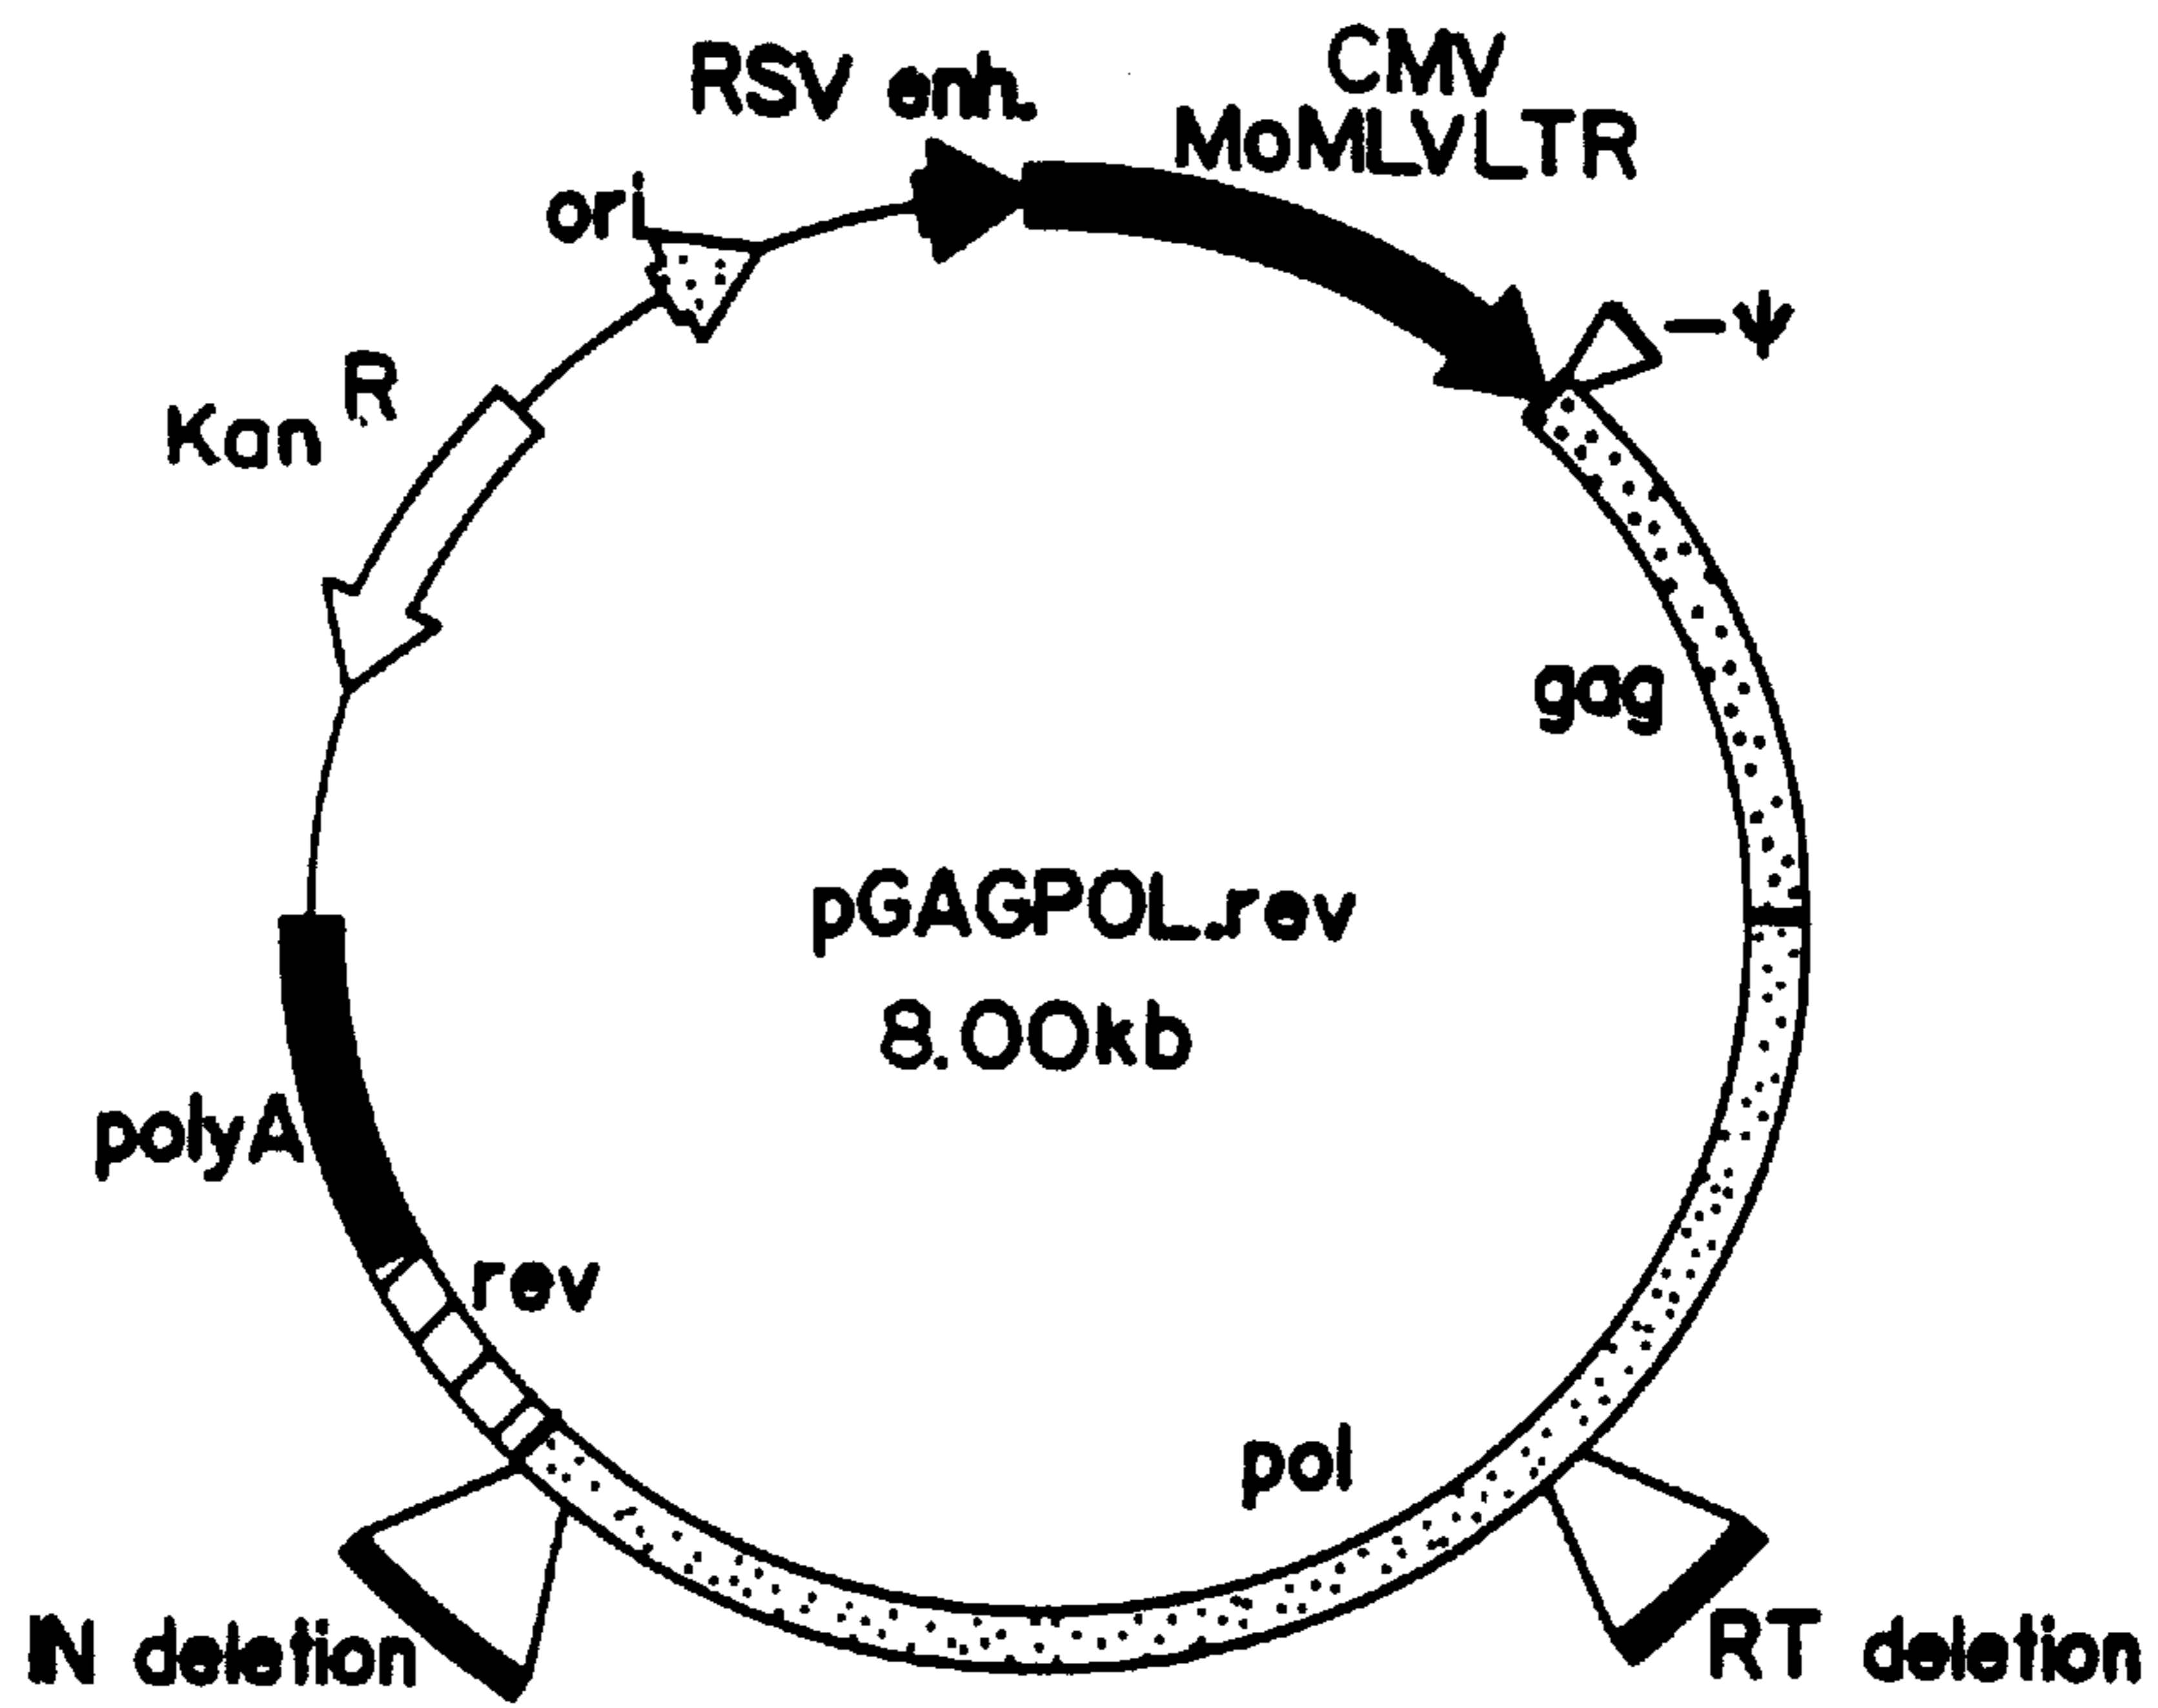 RSV enh.
CMV
MoMLVLTR
ori
-Ψ
Kan R
gag
pGAGPOL.rev
8.00kb
polyA
rev
pol
IN deletion
RT deletion